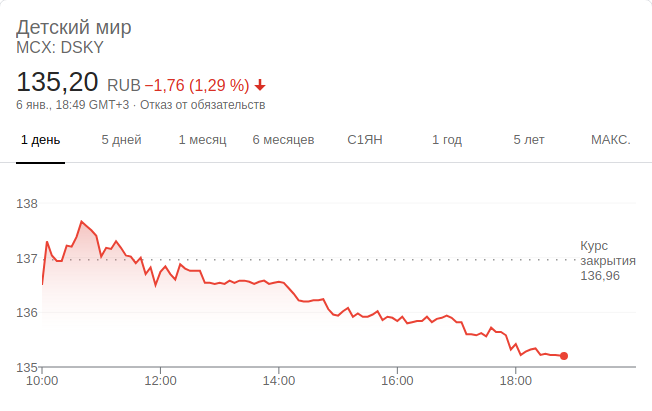 Детский мир
MCX: DSKY
135,20 RUB −1,76 (1,29 %)
6 янв., 18:49 GMT+3 · Отказ от обязательств
1 день 5 дней 1 месяц 6 месяцев С1ЯН 1 год 5 лет МАКС.
138
137
136
135
Курс
закрытия
136,96
10:00 12:00 14:00 16:00 18:00